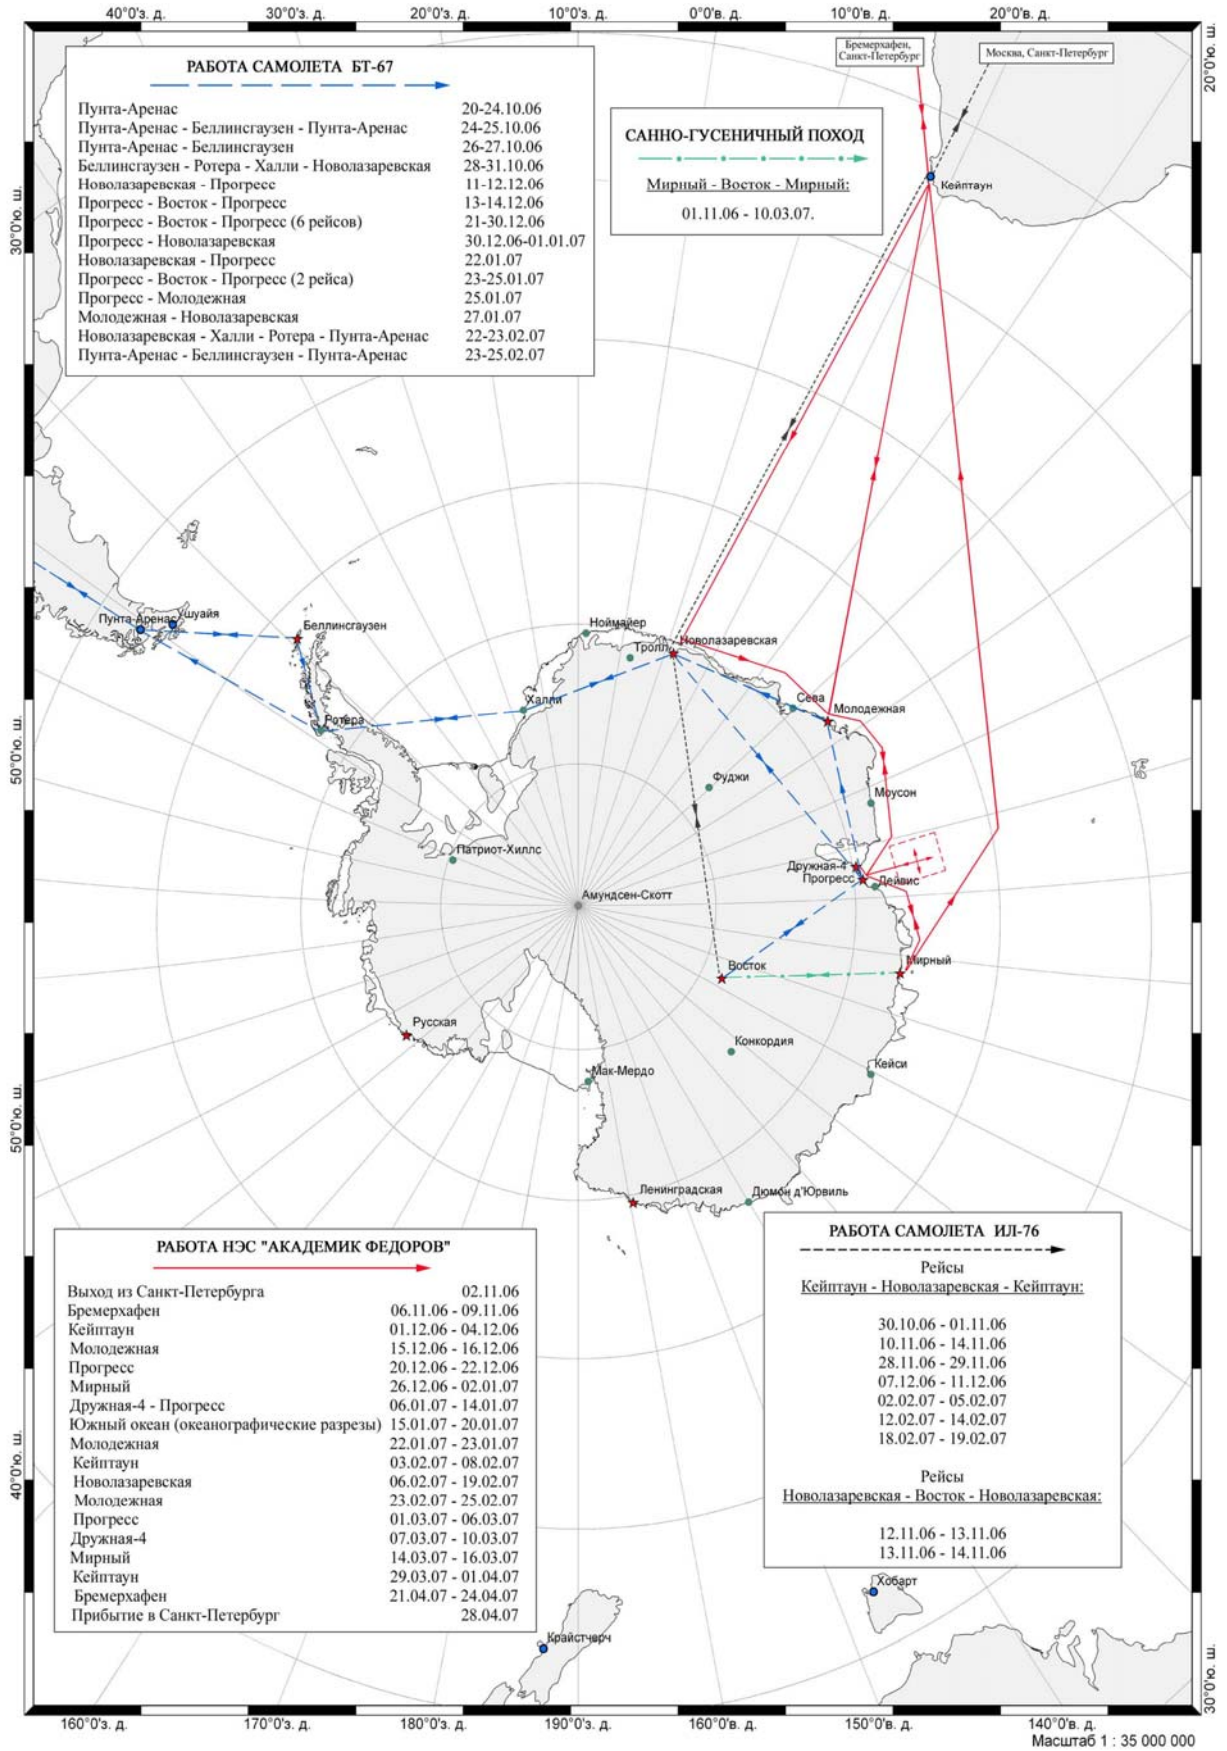 40°0'з. д. 30°0'з. д. 20°0'з. д. 10°0'з. д. 0°0'в. д. 10°0'в. д. 20°0'в. д.
20°0'ю. ш.
30°0'ю. ш.
50°0'ю. ш.
50°0'ю. ш.
40°0'ю. ш.
30°0'ю. ш.
РАБОТА САМОЛЕТА БТ-67
Пунта-Аренас 20-24.10.06
Пунта-Аренас - Беллинсгаузен - Пунта-Аренас 24-25.10.06
Пунта-Аренас - Беллинсгаузен 26-27.10.06
Беллинсгаузен - Ротера - Халли - Новолазаревская 28-31.10.06
Новолазаревская - Прогресс 11-12.12.06
Прогресс - Восток - Прогресс 13-14.12.06
Прогресс - Восток - Прогресс (6 рейсов) 21-30.12.06
Прогресс - Новолазаревская 30.12.06-01.01.07
Новолазаревская - Прогресс 22.01.07
Прогресс - Восток - Прогресс (2 рейса) 23-25.01.07
Прогресс - Молодежная 25.01.07
Молодежная - Новолазаревская 27.01.07
Новолазаревская - Халли - Ротера - Пунта-Аренас 22-23.02.07
Пунта-Аренас - Беллинсгаузен - Пунта-Аренас 23-25.02.07
САННО-ГУСЕНИЧНЫЙ ПОХОД
Мирный - Восток - Мирный:
01.11.06 - 10.03.07.
Бремерхафен,
Санкт-Петербург
Москва, Санкт-Петербург
Кейптаун
Пунта-Аренас
Ушуайя
Беллинсгаузен
Ноймайер
Тролль
Новолазаревская
Халли
Сева
Молодежная
Ротера
Фуджи
Моусон
Патриот-Хиллс
Дружная-4
Прогресс
Дейвис
Амундсен-Скотт
Восток
Мирный
Русская
Конкордия
Мак-Мердо
Кейси
Ленинградская
Дюмон д'Юрвиль
РАБОТА НЭС "АКАДЕМИК ФЕДОРОВ"
Выход из Санкт-Петербурга 02.11.06
Бремерхафен 06.11.06 - 09.11.06
Кейптаун 01.12.06 - 04.12.06
Молодежная 15.12.06 - 16.12.06
Прогресс 20.12.06 - 22.12.06
Мирный 26.12.06 - 02.01.07
Дружная-4 - Прогресс 06.01.07 - 14.01.07
Южный океан (океанографические разрезы) 15.01.07 - 20.01.07
Молодежная 22.01.07 - 23.01.07
Кейптаун 03.02.07 - 08.02.07
Новолазаревская 06.02.07 - 19.02.07
Молодежная 23.02.07 - 25.02.07
Прогресс 01.03.07 - 06.03.07
Дружная-4 07.03.07 - 10.03.07
Мирный 14.03.07 - 16.03.07
Кейптаун 29.03.07 - 01.04.07
Бремерхафен 21.04.07 - 24.04.07
Прибытие в Санкт-Петербург 28.04.07
РАБОТА САМОЛЕТА ИЛ-76
Рейсы
Кейптаун - Новолазаревская - Кейптаун:
30.10.06 - 01.11.06
10.11.06 - 14.11.06
28.11.06 - 29.11.06
07.12.06 - 11.12.06
02.02.07 - 05.02.07
12.02.07 - 14.02.07
18.02.07 - 19.02.07
Рейсы
Новолазаревская - Восток - Новолазаревская:
12.11.06 - 13.11.06
13.11.06 - 14.11.06
Хобарт
Крайстчерч
160°0'з. д. 170°0'з. д. 180°0'з. д. 190°0'з. д. 160°0'в. д. 150°0'в. д. 140°0'в. д.
Масштаб 1 : 35 000 000